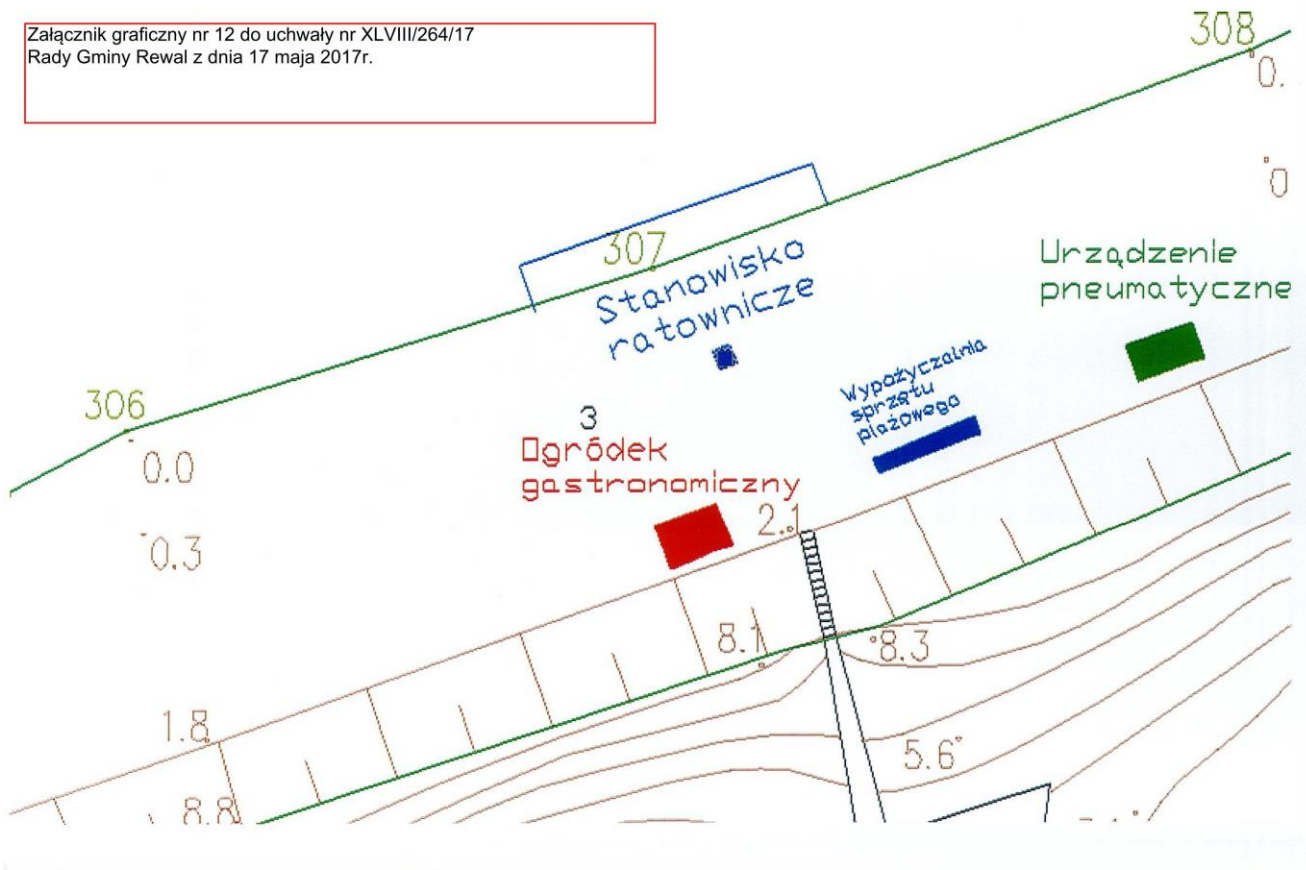 Załącznik graficzny nr 12 do uchwały nr XLVIII/264/17
Rady Gminy Rewal z dnia 17 maja 2017r.
308
0.
0
307
Stanowisko
ratownicze
Urządzenie
pneumatyczne
306
0.0
0.3
3
Ogródek
gastronomiczny
Wypożyczalnia
sprzętu
plażowego
2.1
8.1
8.3
1.8
5.6
8.8